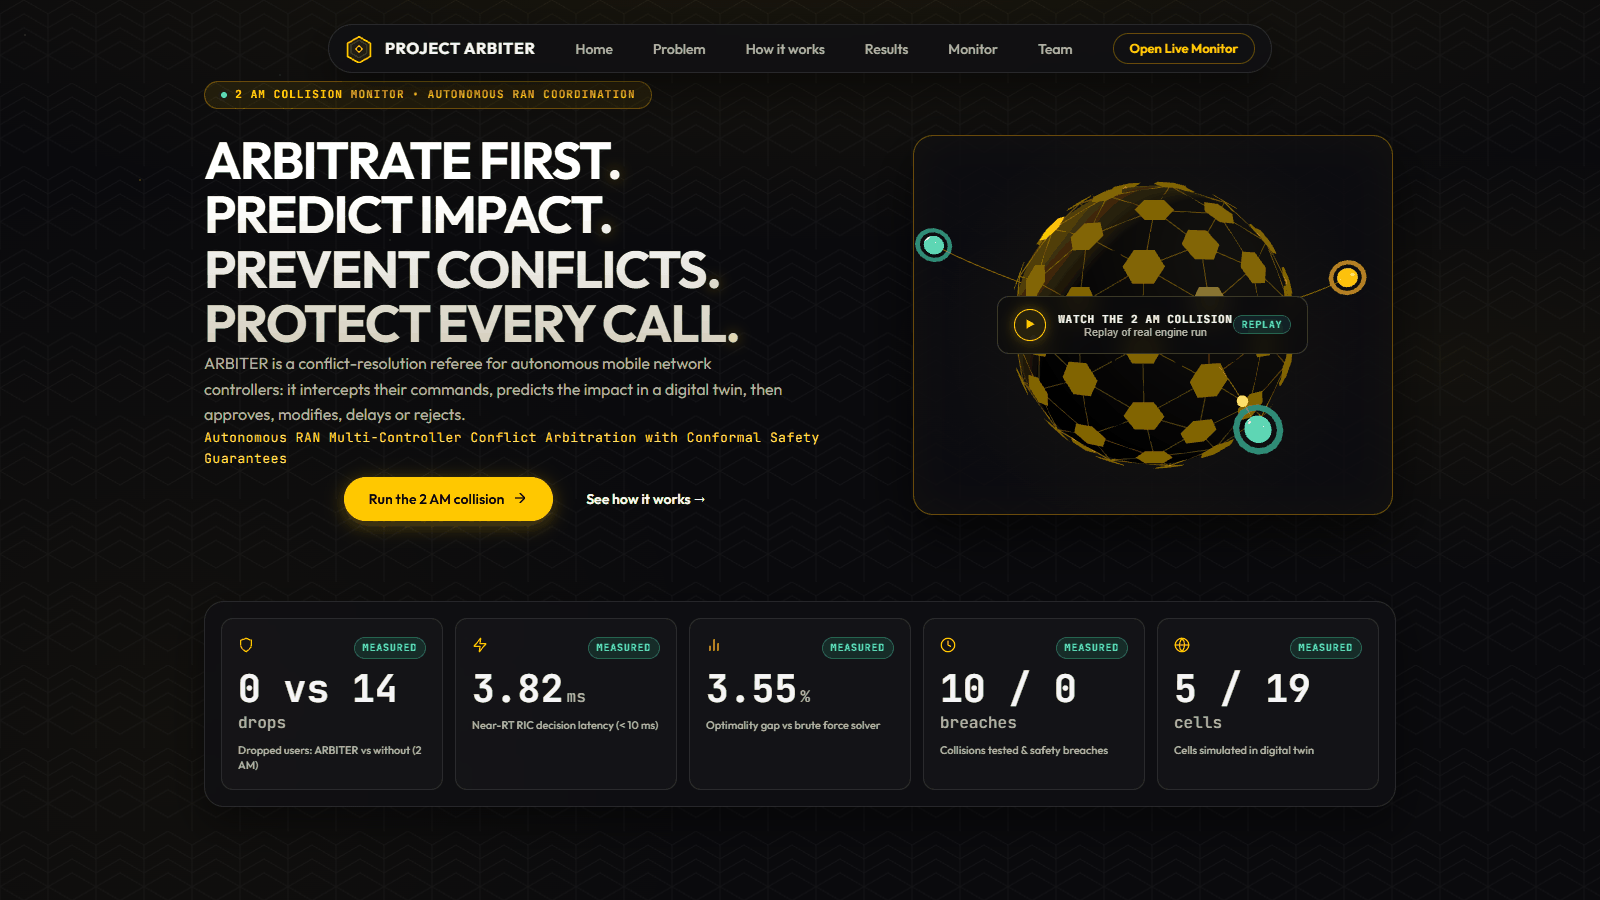 PROJECT ARBITER
Home
Problem
How it works
Results
Monitor
Team
Open Live Monitor
2 AM COLLISION MONITOR • AUTONOMOUS RAN COORDINATION
ARBITRATE FIRST.
PREDICT IMPACT.
PREVENT CONFLICTS.
PROTECT EVERY CALL.
ARBITER is a conflict-resolution referee for autonomous mobile network
controllers: it intercepts their commands, predicts the impact in a digital twin, then
approves, modifies, delays or rejects.
Autonomous RAN Multi-Controller Conflict Arbitration with Conformal Safety
Guarantees
Run the 2 AM collision →
See how it works →
WATCH THE 2 AM COLLISION
Replay of real engine run
REPLAY
MEASURED
0 vs 14
drops
Dropped users: ARBITER vs without (2
AM)
MEASURED
3.82 ms
Near-RT RIC decision latency (< 10 ms)
MEASURED
3.55 %
Optimality gap vs brute force solver
MEASURED
10 / 0
breaches
Collisions tested & safety breaches
MEASURED
5 / 19
cells
Cells simulated in digital twin